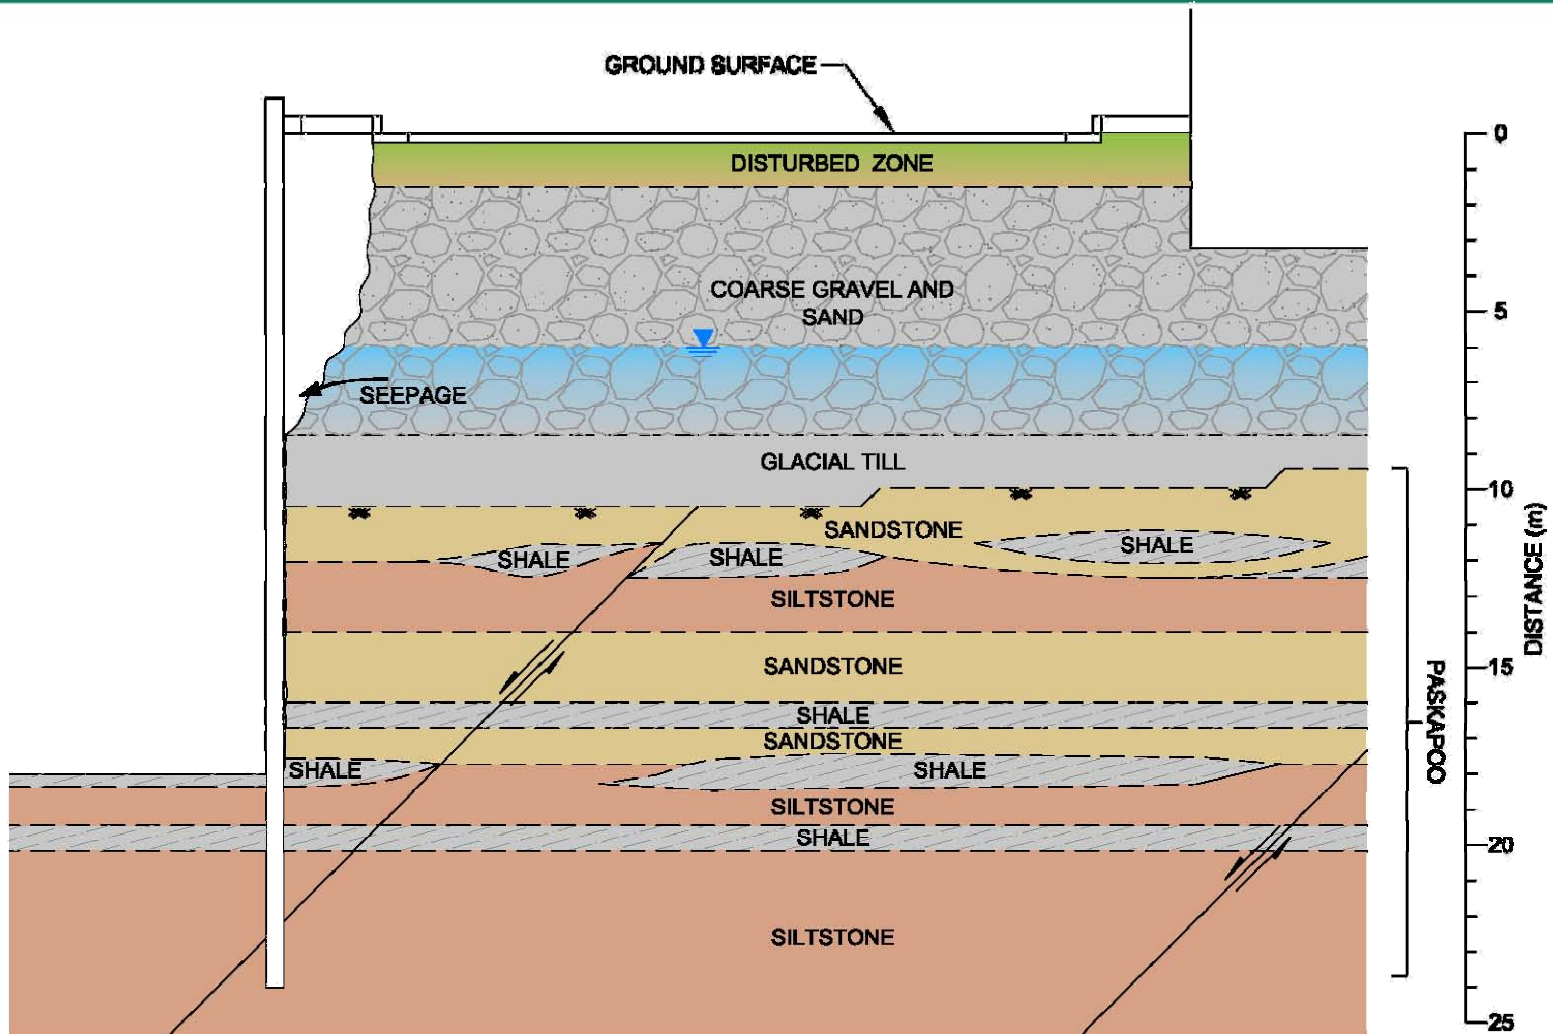 GROUND SURFACE
0
DISTURBED ZONE
COARSE GRAVEL AND
SAND
5
SEEPAGE
GLACIAL TILL
10
SANDSTONE
SHALE
SHALE
SHALE
DISTANCE (m)
SILTSTONE
SANDSTONE
15
PASKAPOO
SHALE
SANDSTONE
SHALE
SHALE
SILTSTONE
SHALE
20
SILTSTONE
25